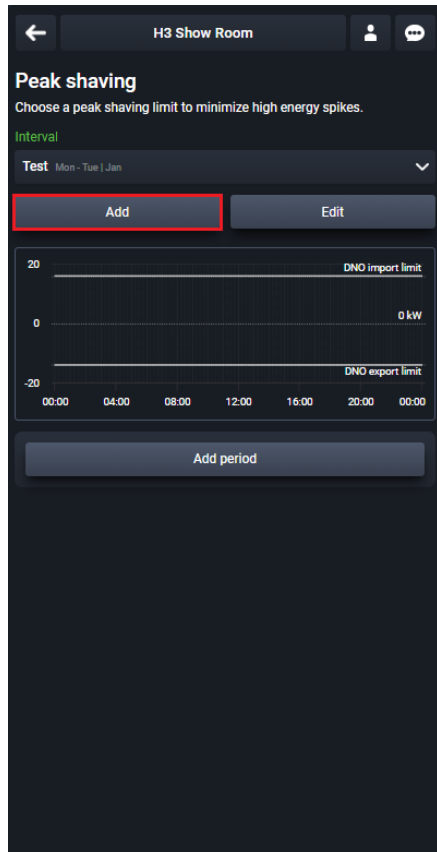 H3 Show Room
Peak shaving
Choose a peak shaving limit to minimize high energy spikes.
Interval
Test Mon - Tue | Jan
Add Edit
20 DNO import limit
0 0 kW
-20 DNO export limit
00:00 04:00 08:00 12:00 16:00 20:00 00:00
Add period